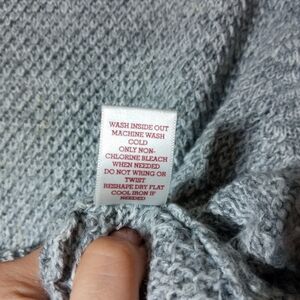 WASH INSIDE OUT
MACHINE WASH
COLD
ONLY NON-
CHLORINE BLEACH
WHEN NEEDED
DO NOT WRING OR
TWIST
RESHAPE DRY FLAT
COOL IRON IF
NEEDED